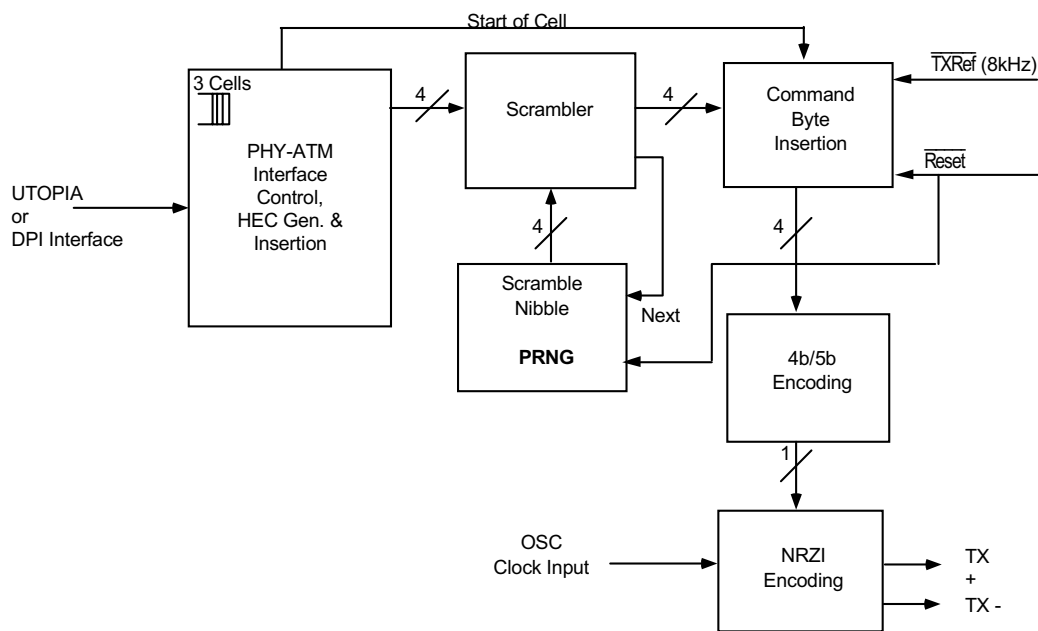 Start of Cell
3 Cells
PHY-ATM
Interface
Control,
HEC Gen. &
Insertion
UTOPIA
or
DPI Interface
4
Scrambler
4
Command
Byte
Insertion
TXRef (8kHz)
Reset
4
Scramble
Nibble
PRNG
Next
4
4b/5b
Encoding
1
OSC
Clock Input
NRZI
Encoding
TX
+
TX -